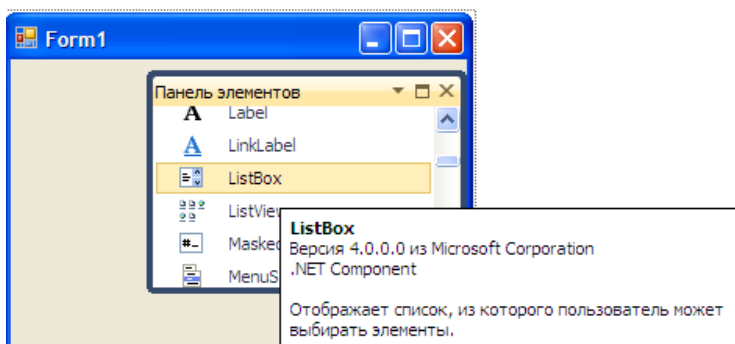 Form1
Панель элементов
Label
LinkLabel
ListBox
ListView
Masked
MenuS
ListBox
Версия 4.0.0.0 из Microsoft Corporation
.NET Component
Отображает список, из которого пользователь может
выбирать элементы.